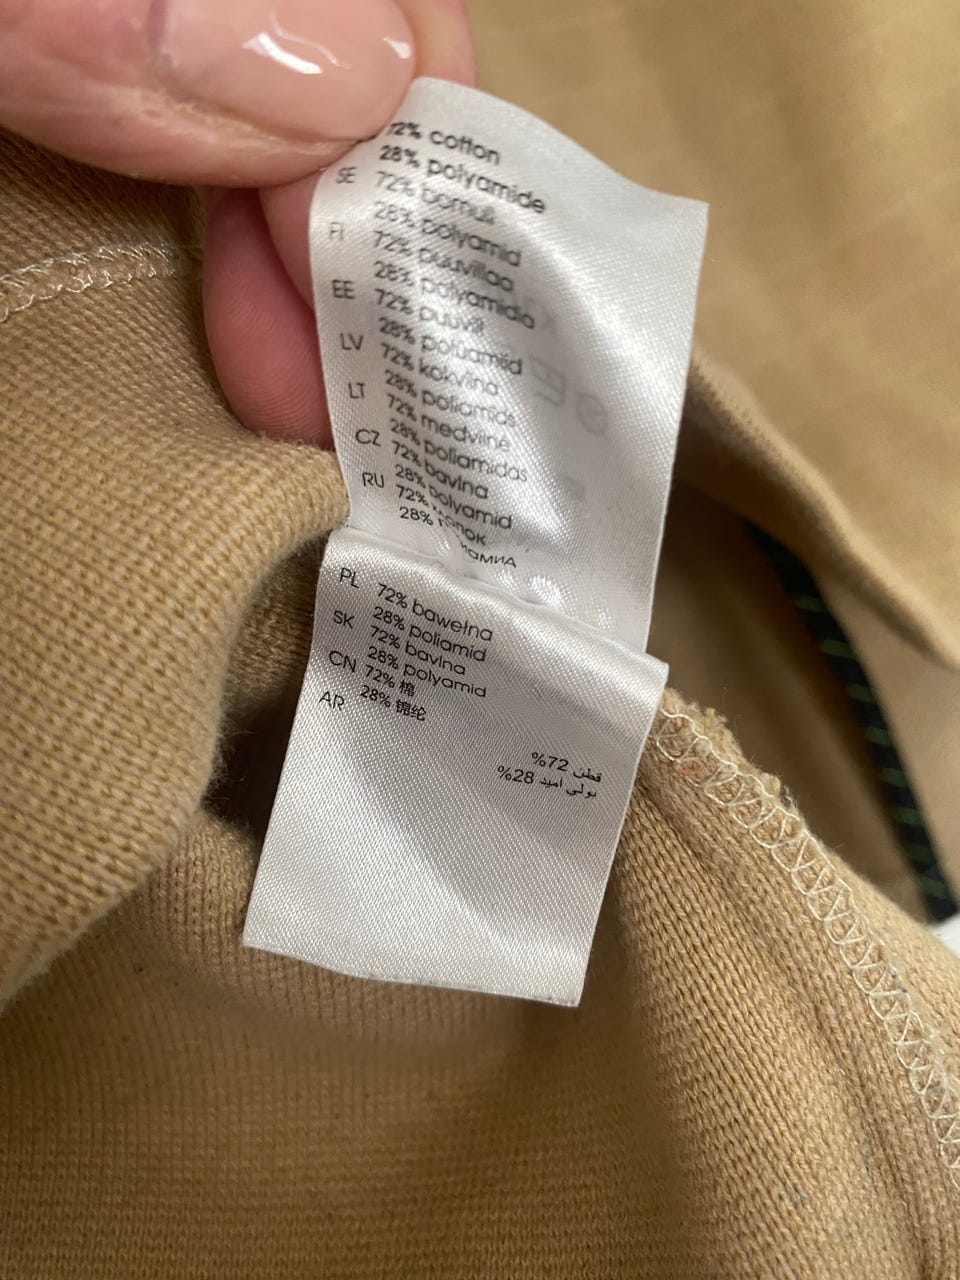 72% cotton
28% polyamide
SE 72% bomull
28% polyamid
FI 72% puuvillaa
28% polyamidia
EE 72% puuvill
28% polüamiid
LV 72% kokvilna
28% poliamīds
LT 72% medvilnė
28% poliamidas
CZ 72% bavlna
28% polyamid
RU 72%
28%
PL 72% bawełna
28% poliamid
SK 72% bavlna
28% polyamid
CN 72% 棉
28% 锦纶
AR
قطن 72%
بولي أميد 28%